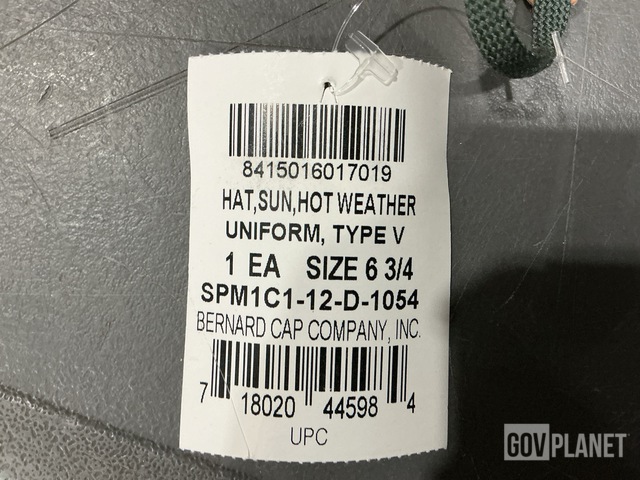 8415016017019
HAT,SUN,HOT WEATHER
UNIFORM, TYPE V
1 EA SIZE 6 3/4
SPM1C1-12-D-1054
BERNARD CAP COMPANY, INC.
7 18020 44598 4
UPC
GOVPLANET